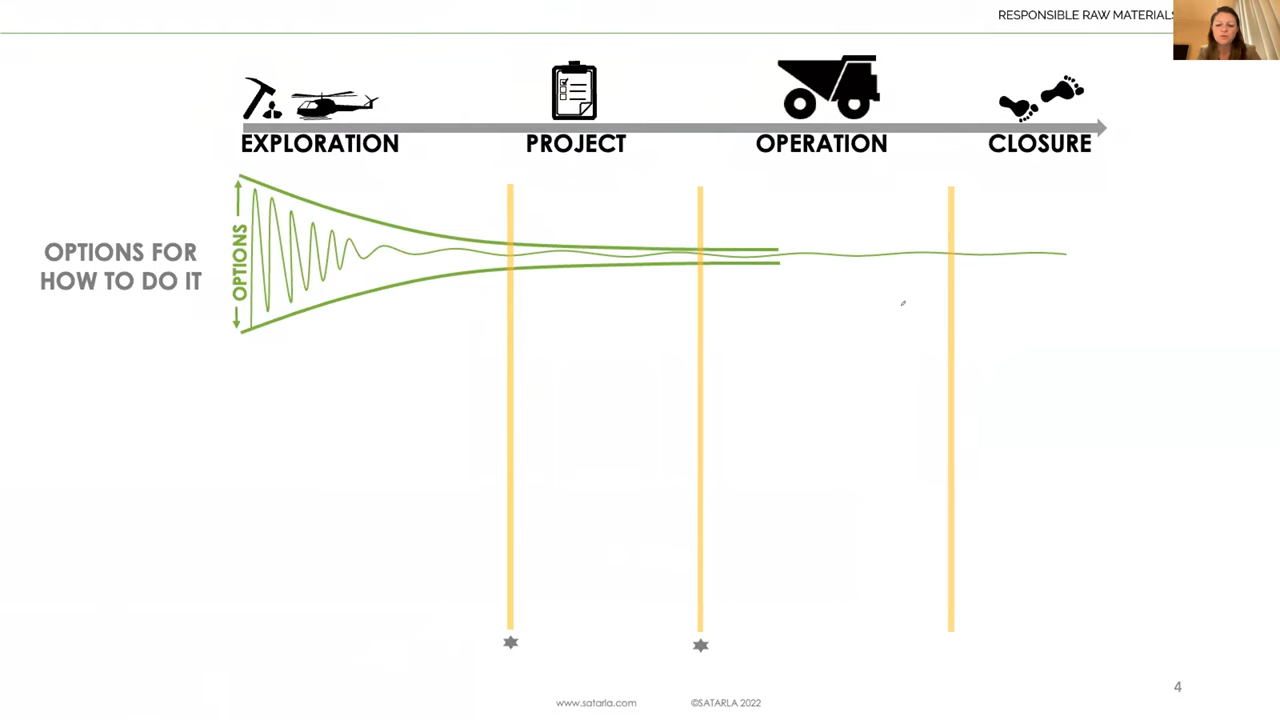 RESPONSIBLE RAW MATERIALS
EXPLORATION
PROJECT
OPERATION
CLOSURE
OPTIONS FOR
HOW TO DO IT
OPTIONS
4
www.satarla.com
©SATARLA 2022